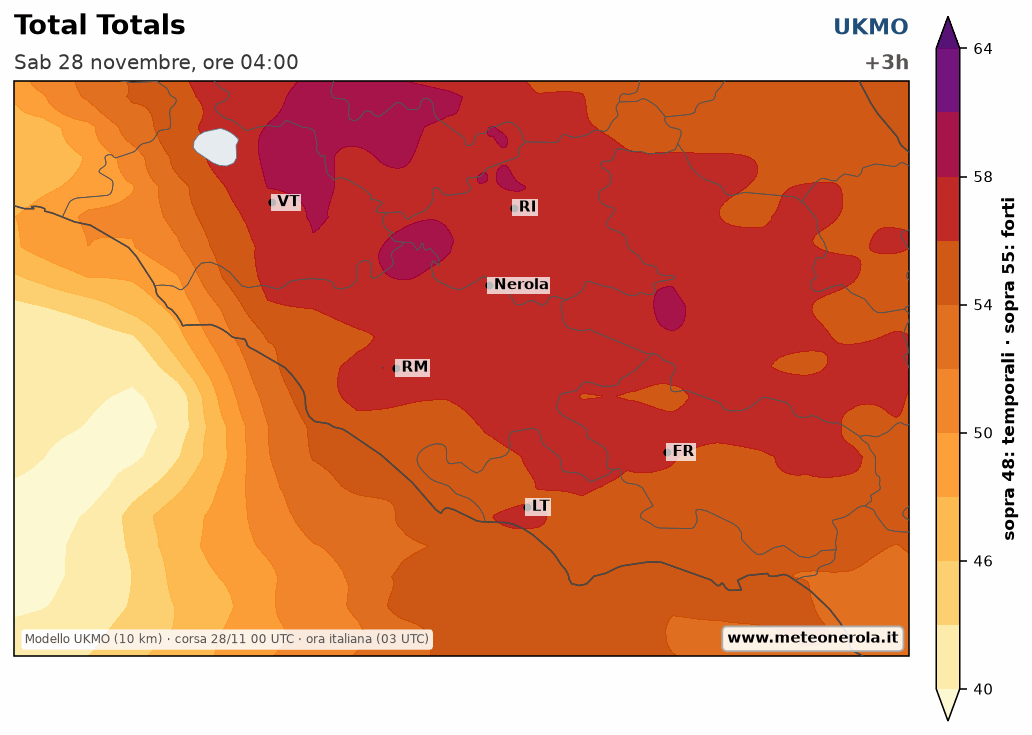 Total Totals
UKMO
Sab 28 novembre, ore 04:00
+3h
64
58
54
50
46
40
sopra 48: temporali · sopra 55: forti
VT
RI
Nerola
RM
FR
LT
Modello UKMO (10 km) · corsa 28/11 00 UTC · ora italiana (03 UTC)
www.meteonerola.it